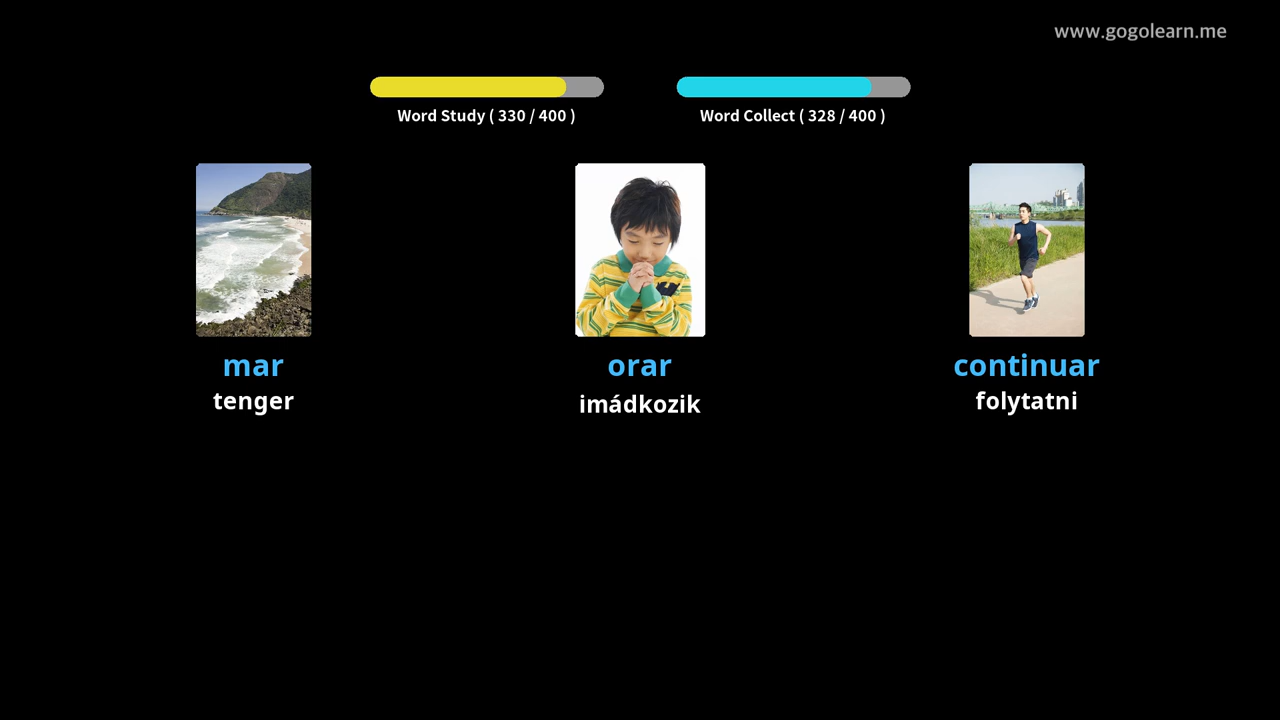 www.gogolearn.me
Word Study ( 330 / 400 )
Word Collect ( 328 / 400 )
mar
tenger
orar
imádkozik
continuar
folytatni